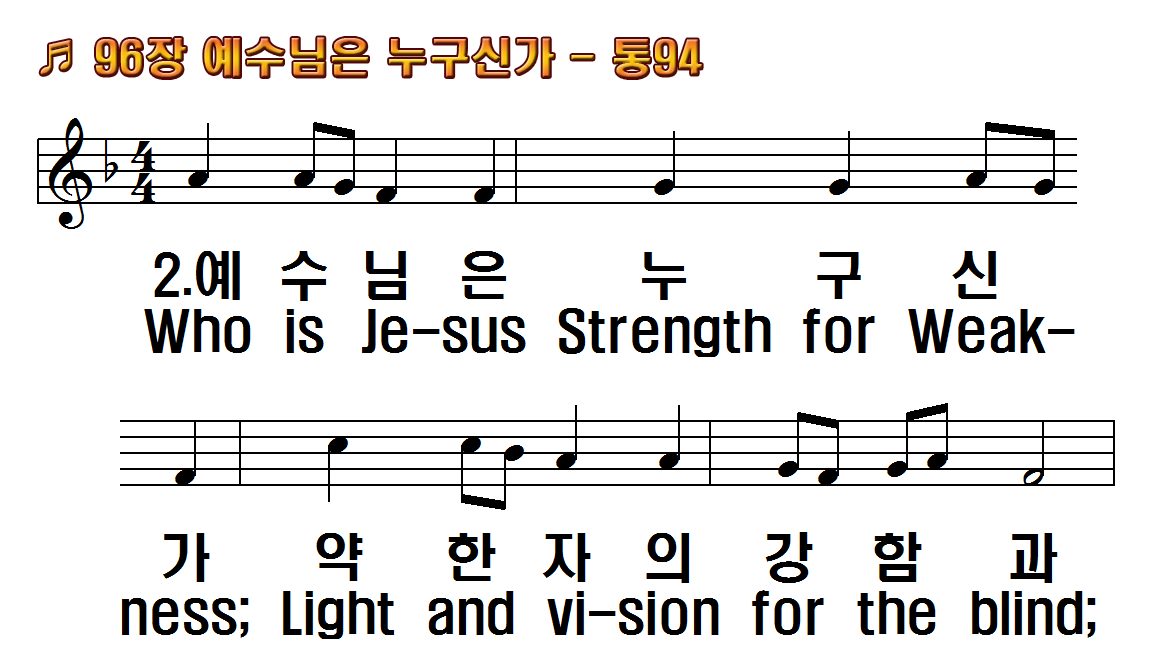 ♬ 96장 예수님은 누구신가 - 통94
4
4
2.예 수 님 은 누 구 신
Who is Je-sus Strength for Weak-
가 약 한 자 의 강 함 과
ness; Light and vi-sion for the blind;